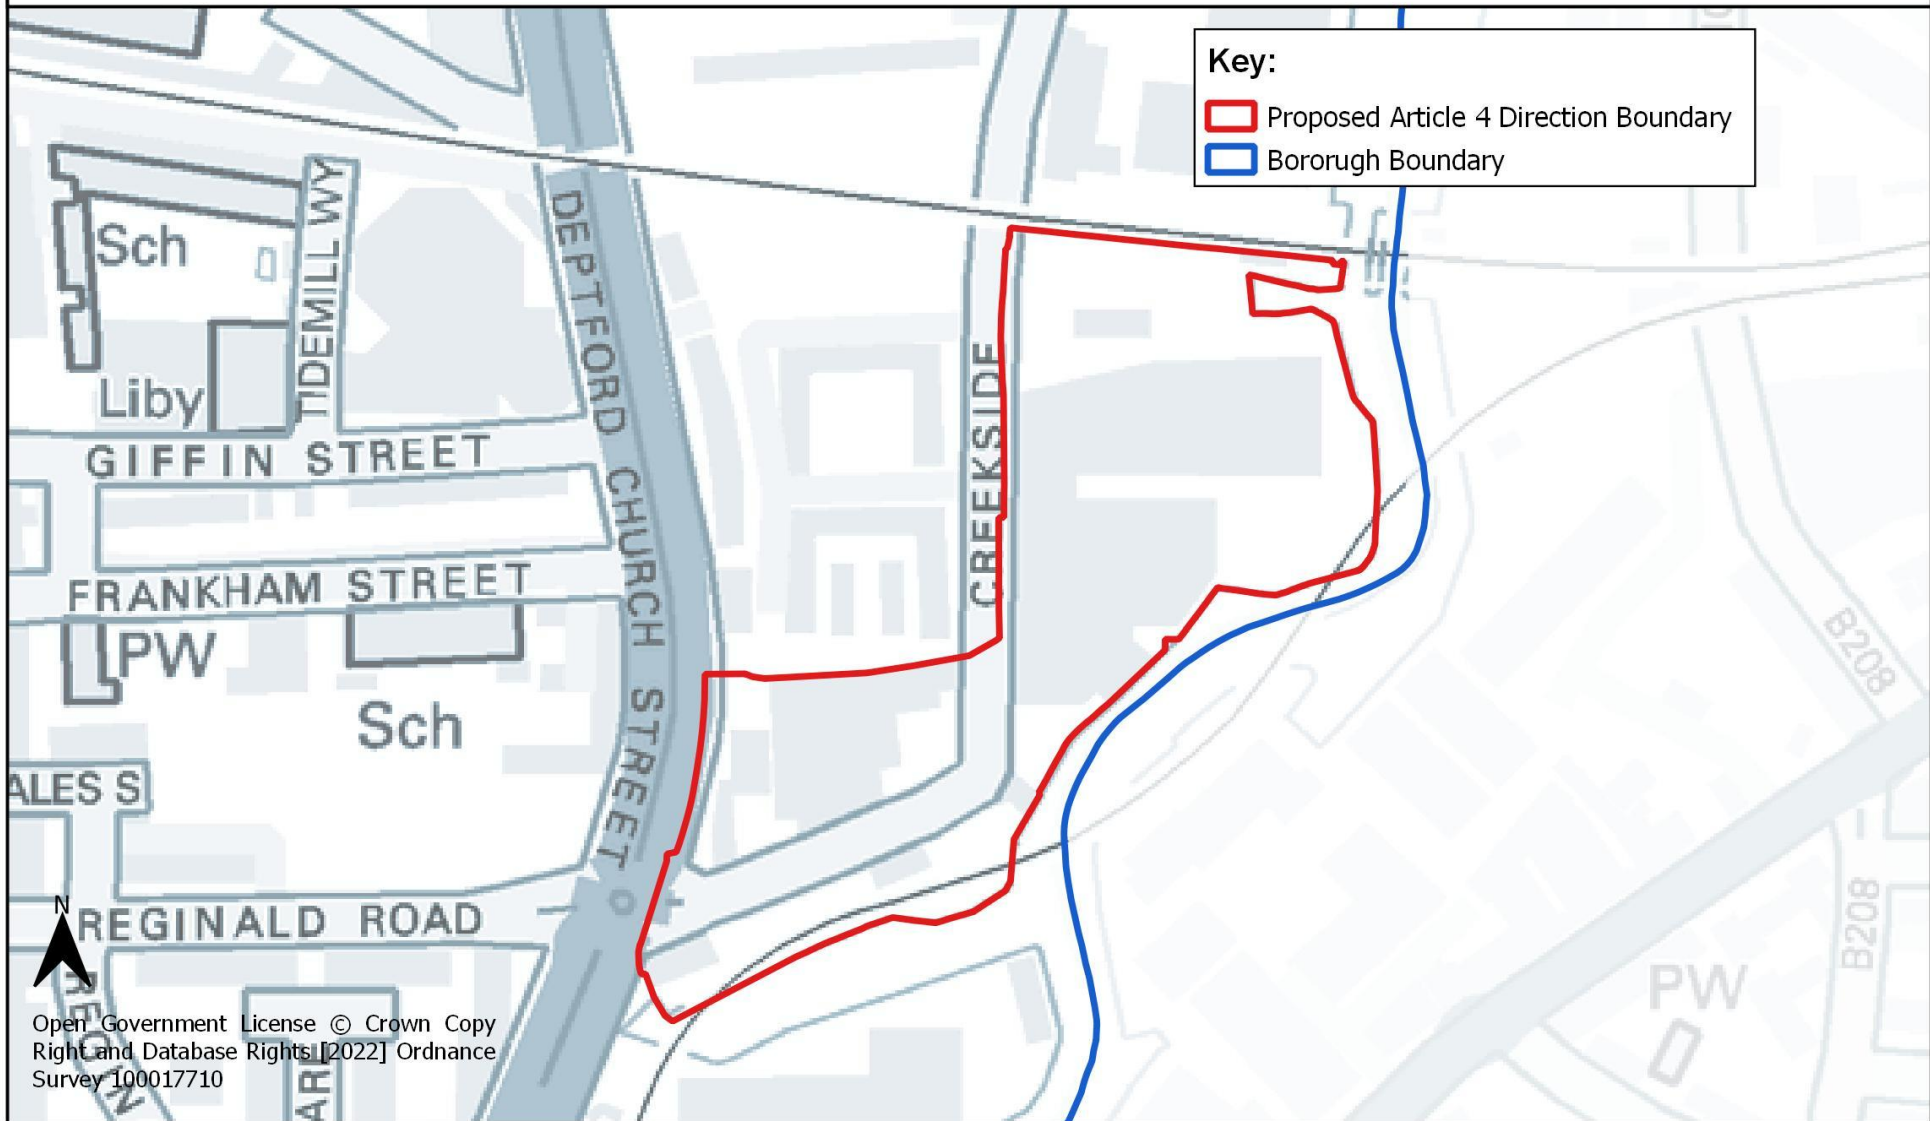 Key:
Proposed Article 4 Direction Boundary
Bororugh Boundary
Sch
TIDEMILL WY
Liby
DEPTFORD CHURCH STREET
CREEKSIDE
GIFFIN STREET
FRANKHAM STREET
PW
Sch
B208
ALES S
REGINALD ROAD
B208
PW
N
REGIN
ARE
Open Government License © Crown Copy
Right and Database Rights [2022] Ordnance
Survey 100017710